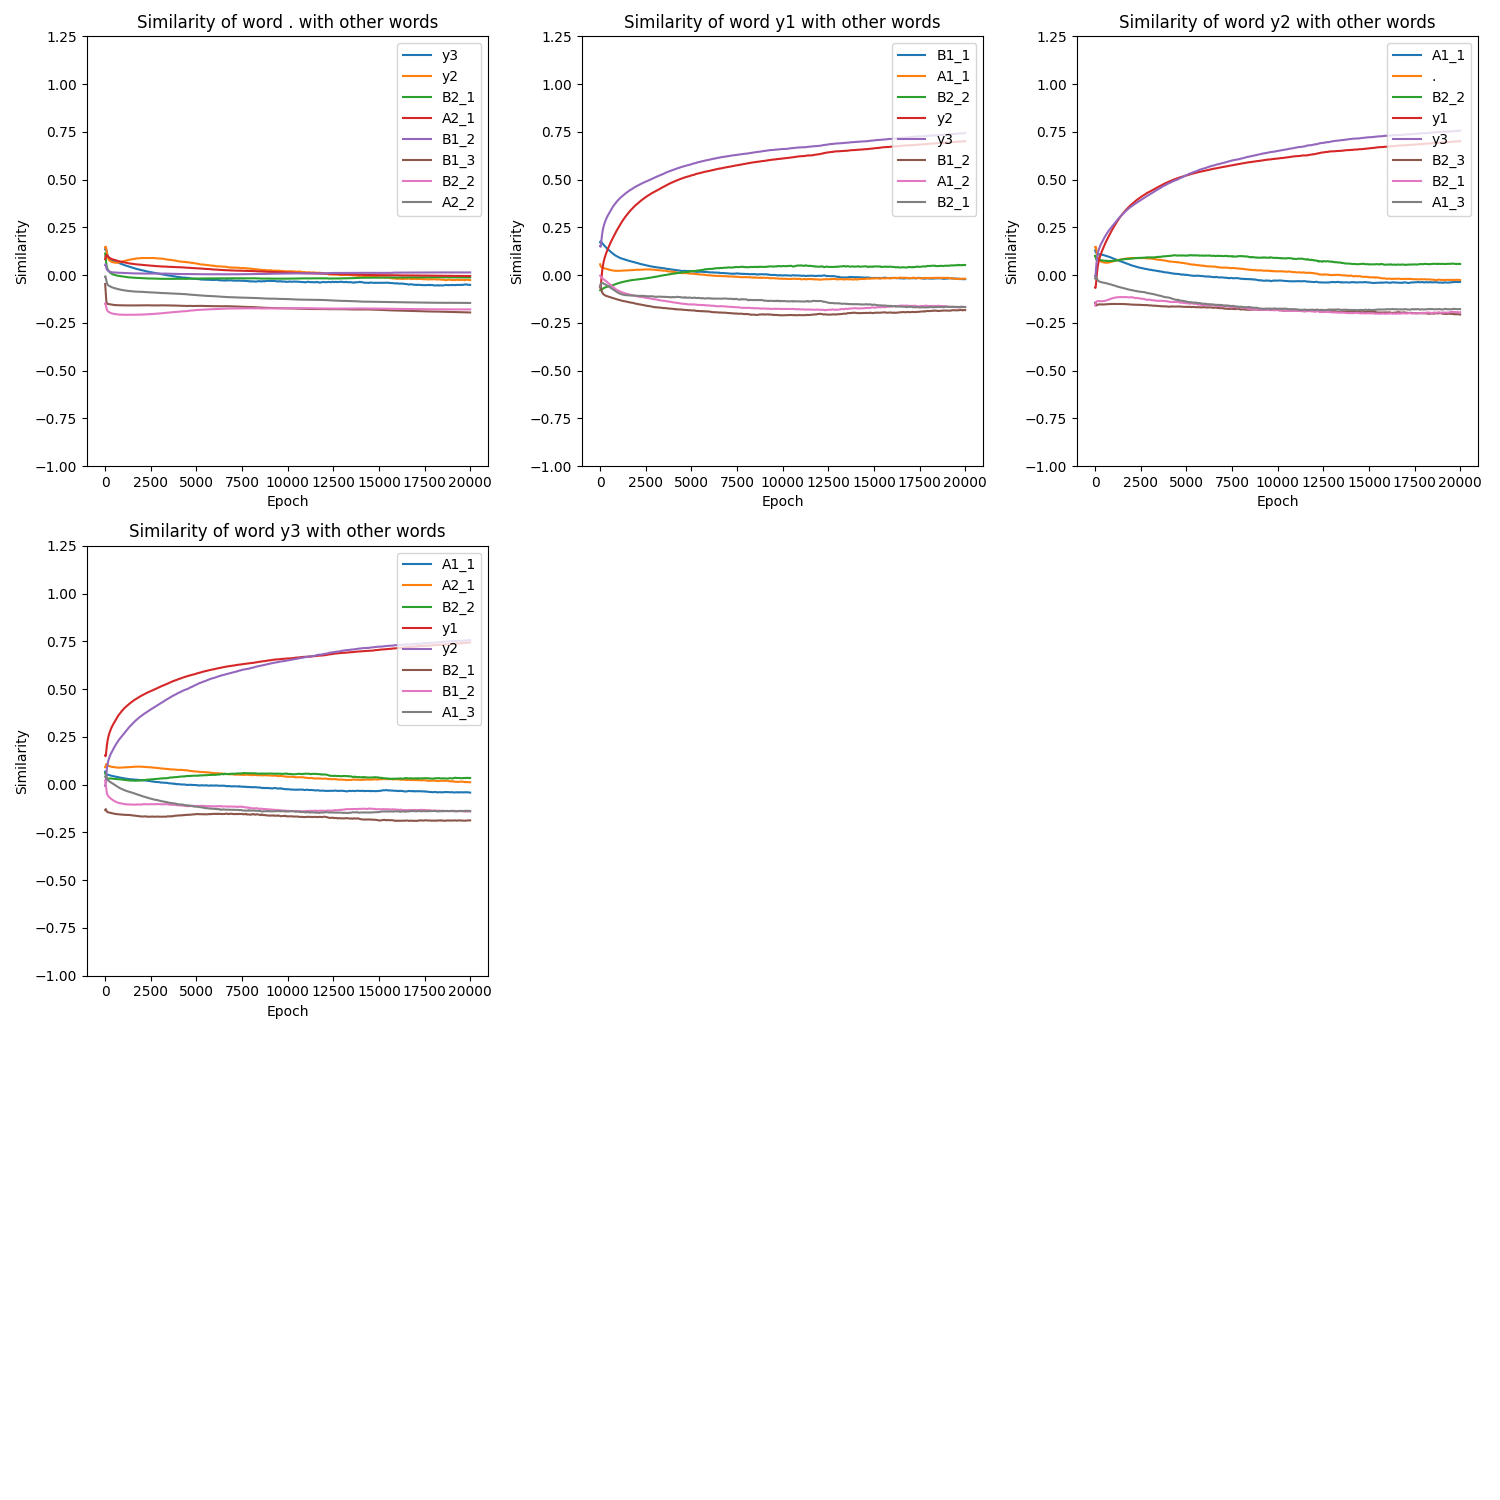 Similarity of word . with other words
1.25
1.00
0.75
0.50
0.25
0.00
−0.25
−0.50
−0.75
−1.00
Similarity
y3
y2
B2_1
A2_1
B1_2
B1_3
B2_2
A2_2
0 2500 5000 7500 10000 12500 15000 17500 20000
Epoch
Similarity of word y1 with other words
1.25
1.00
0.75
0.50
0.25
0.00
−0.25
−0.50
−0.75
−1.00
Similarity
B1_1
A1_1
B2_2
y2
y3
B1_2
A1_2
B2_1
0 2500 5000 7500 10000 12500 15000 17500 20000
Epoch
Similarity of word y2 with other words
1.25
1.00
0.75
0.50
0.25
0.00
−0.25
−0.50
−0.75
−1.00
Similarity
A1_1
.
B2_2
y1
y3
B2_3
B2_1
A1_3
0 2500 5000 7500 10000 12500 15000 17500 20000
Epoch
Similarity of word y3 with other words
1.25
1.00
0.75
0.50
0.25
0.00
−0.25
−0.50
−0.75
−1.00
Similarity
A1_1
A2_1
B2_2
y1
y2
B2_1
B1_2
A1_3
0 2500 5000 7500 10000 12500 15000 17500 20000
Epoch